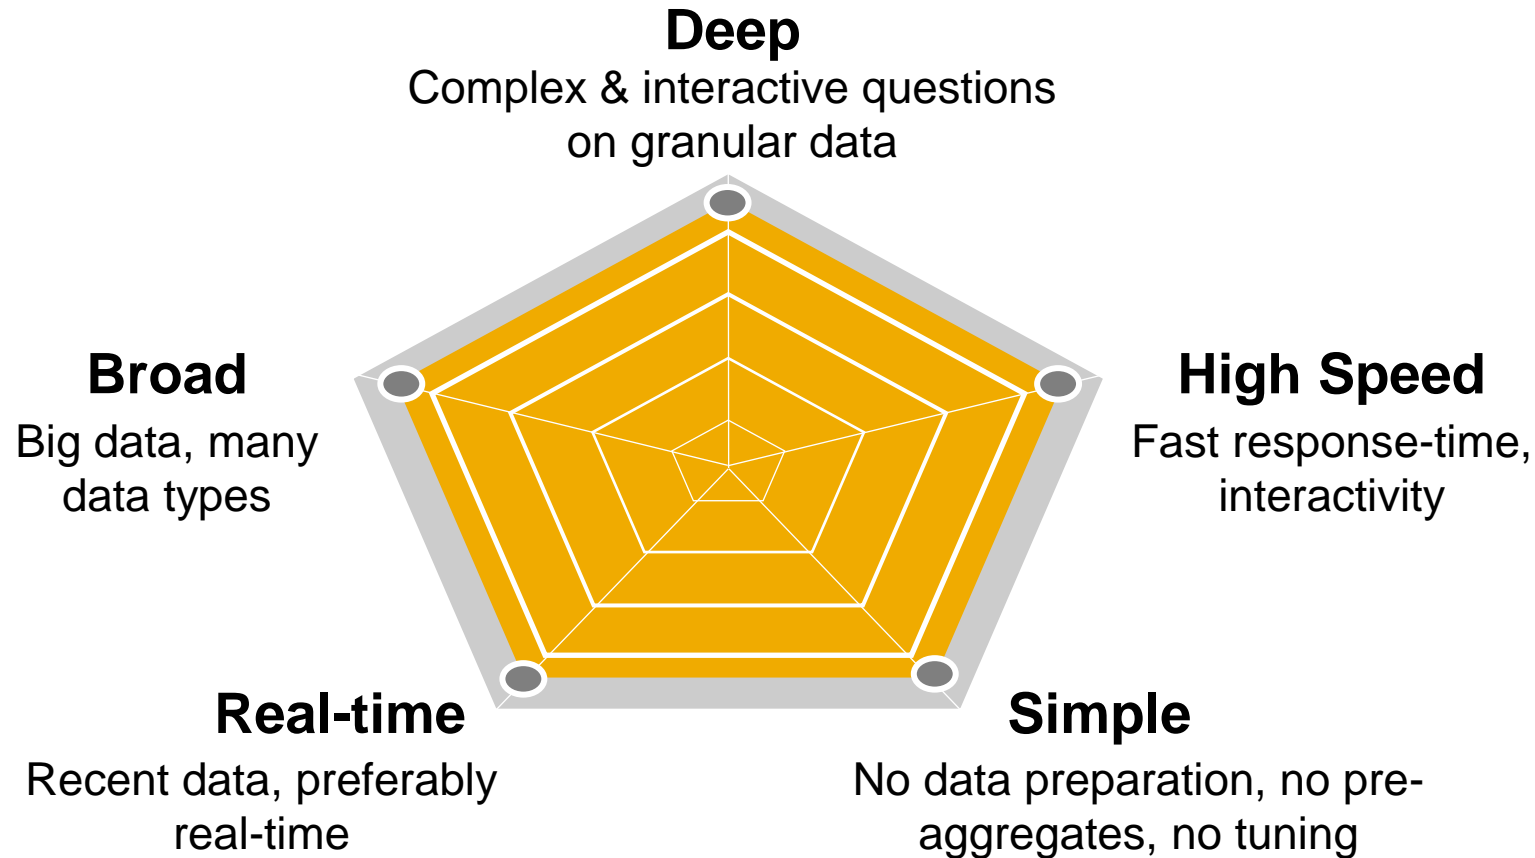 Deep
Complex & interactive questions
on granular data
Broad
Big data, many
data types
High Speed
Fast response-time,
interactivity
Real-time
Recent data, preferably
real-time
Simple
No data preparation, no pre-
aggregates, no tuning